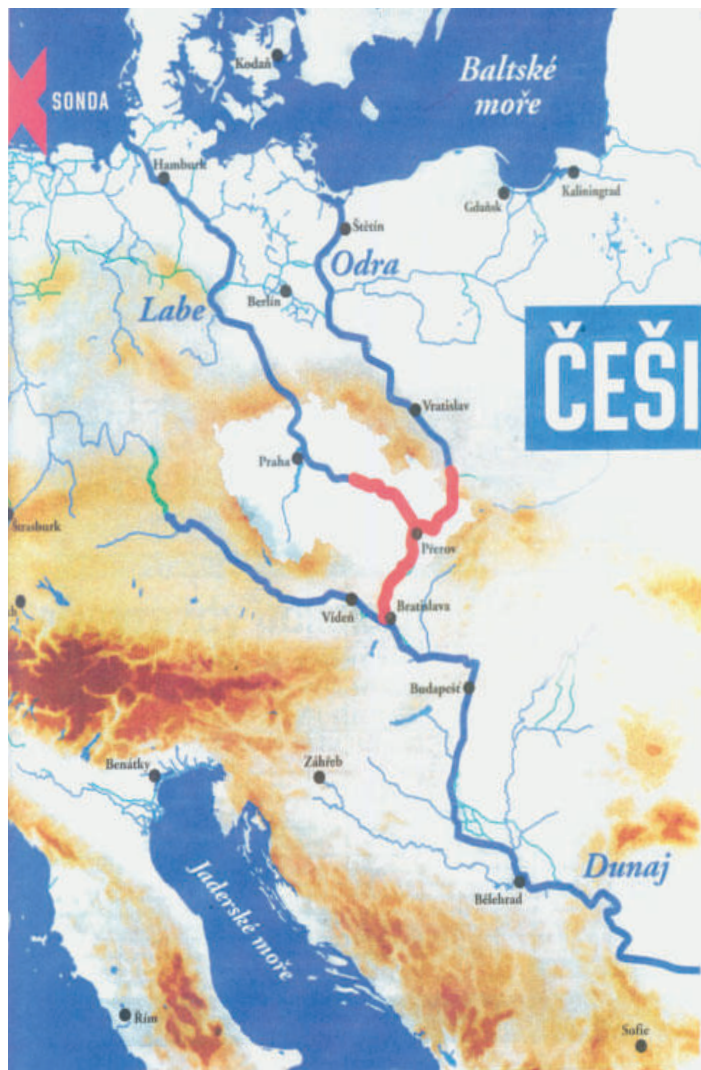 Kodaň
Baltské
moře
SONDA
Hamburk
Kaliningrad
Gdaňsk
Štětín
Odra
Labe
Berlín
ČEŠI
Vratislav
Praha
Štrasburk
Přerov
Vídeň
Bratislava
Budapešť
Benátky
Záhřeb
Dunaj
Jaderské moře
Bělehrad
Řím
Sofie